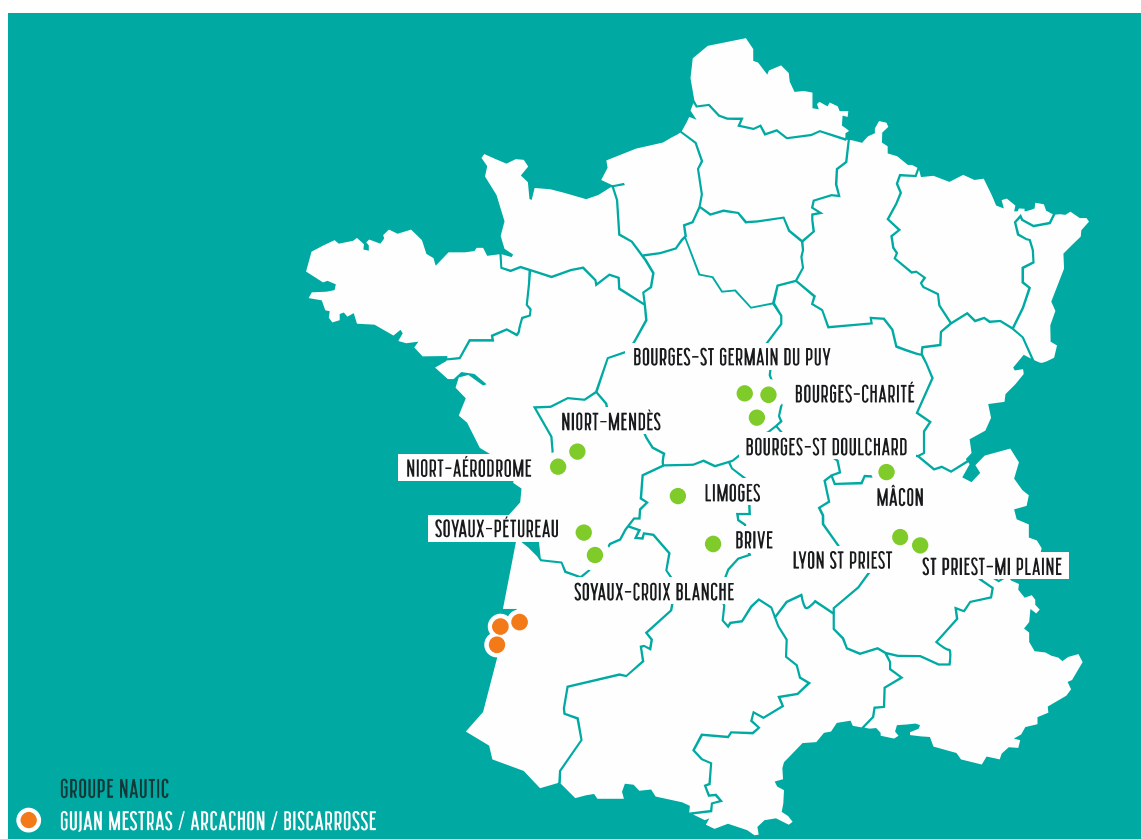 BOURGES-ST GERMAIN DU PUY
BOURGES-CHARITÉ
NIORT-MENDÈS
BOURGES-ST DOULCHARD
NIORT-AÉRODROME
LIMOGES
MÂCON
SOYAUX-PÉTUREAU
BRIVE
LYON ST PRIEST
ST PRIEST-MI PLAINE
SOYAUX-CROIX BLANCHE
GROUPE NAUTIC
GUJAN MESTRAS / ARCACHON / BISCARROSSE